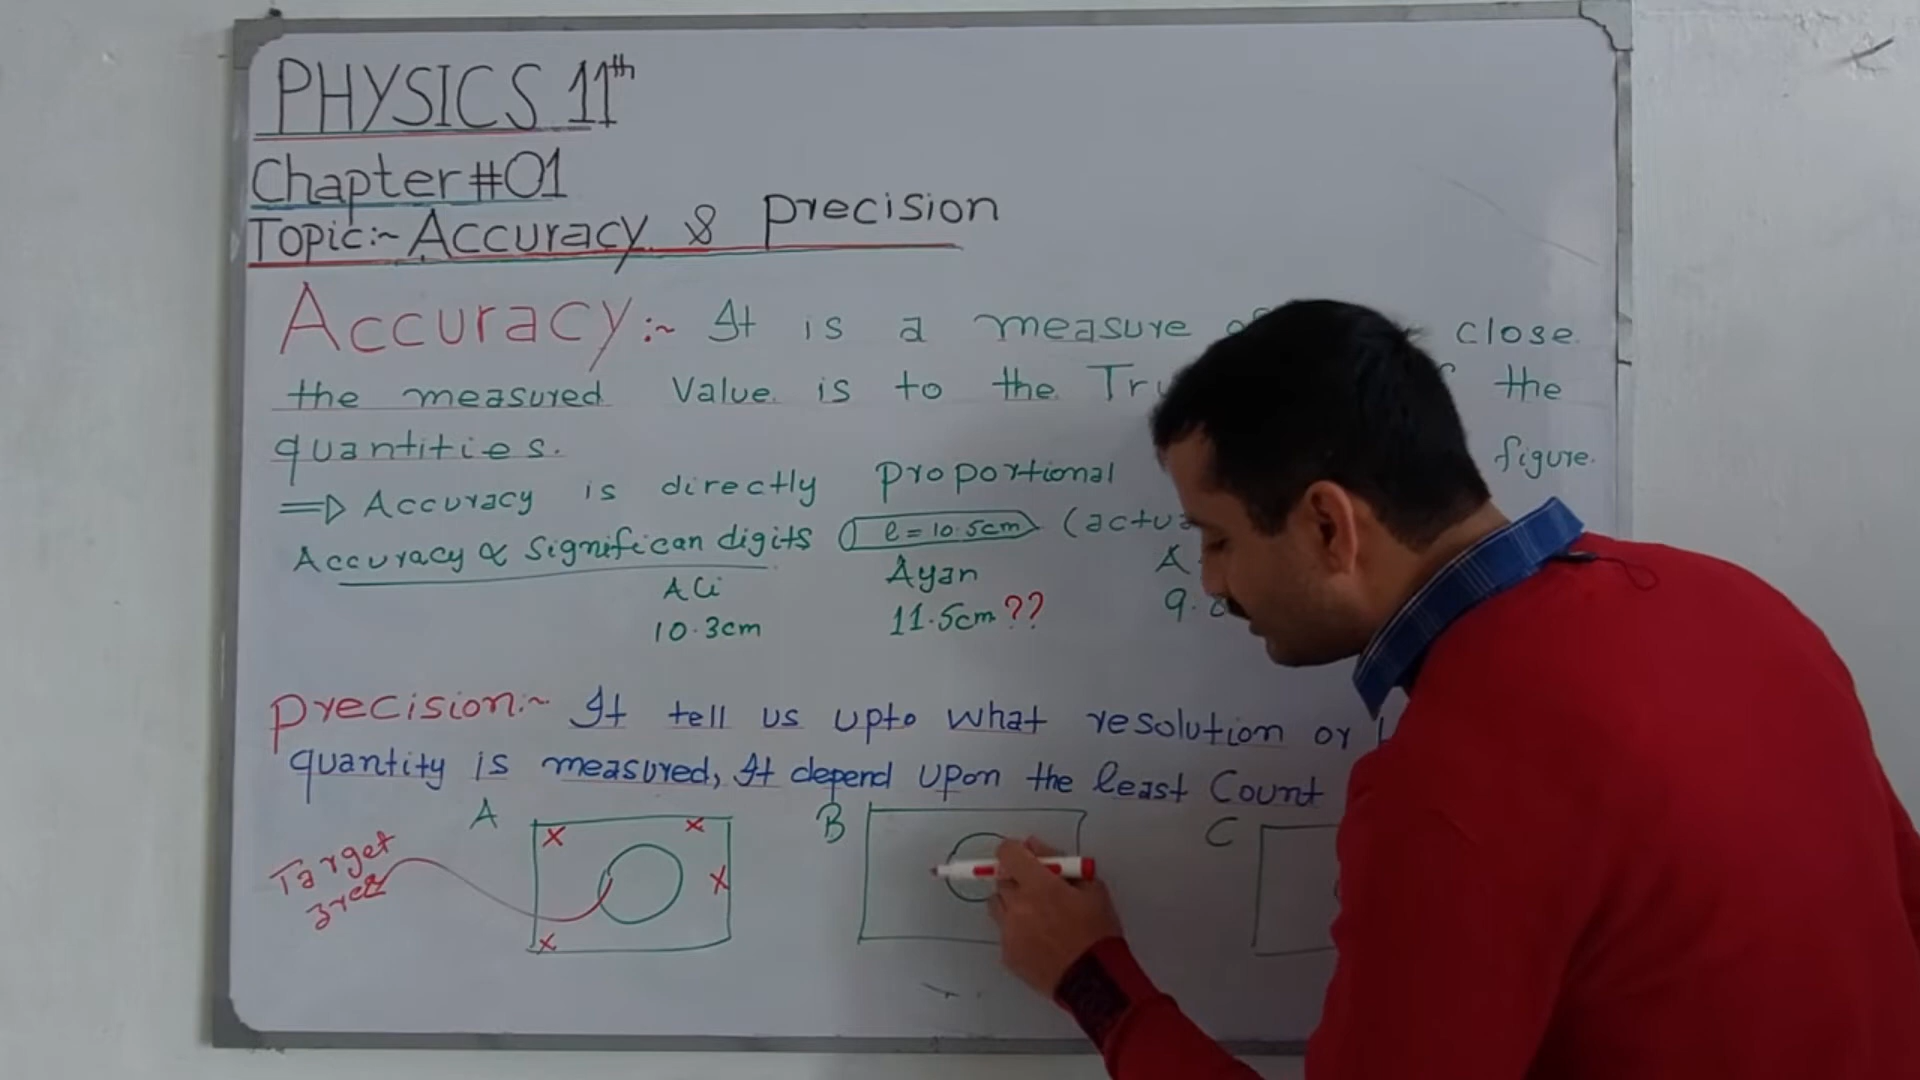 PHYSICS 11th
Chapter #01
Topic:~ Accuracy & precision
Accuracy:~ It is a measure close
the measured Value is to the the
quantities.
=> Accuracy is directly proportional figure.
Accuracy ∝ Significan digits l = 10.5cm
Ali Ayan
10.3cm 11.5cm ??
precision:~ It tell us upto what resolution or
quantity is measured, It depend upon the least Count
A B C
Target
area